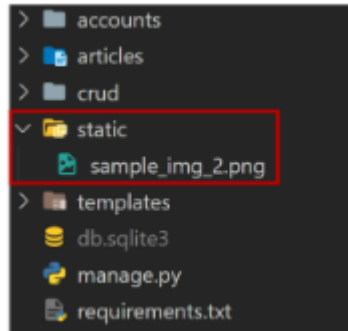 accounts
articles
crud
static
sample_img_2.png
templates
db.sqlite3
manage.py
requirements.txt